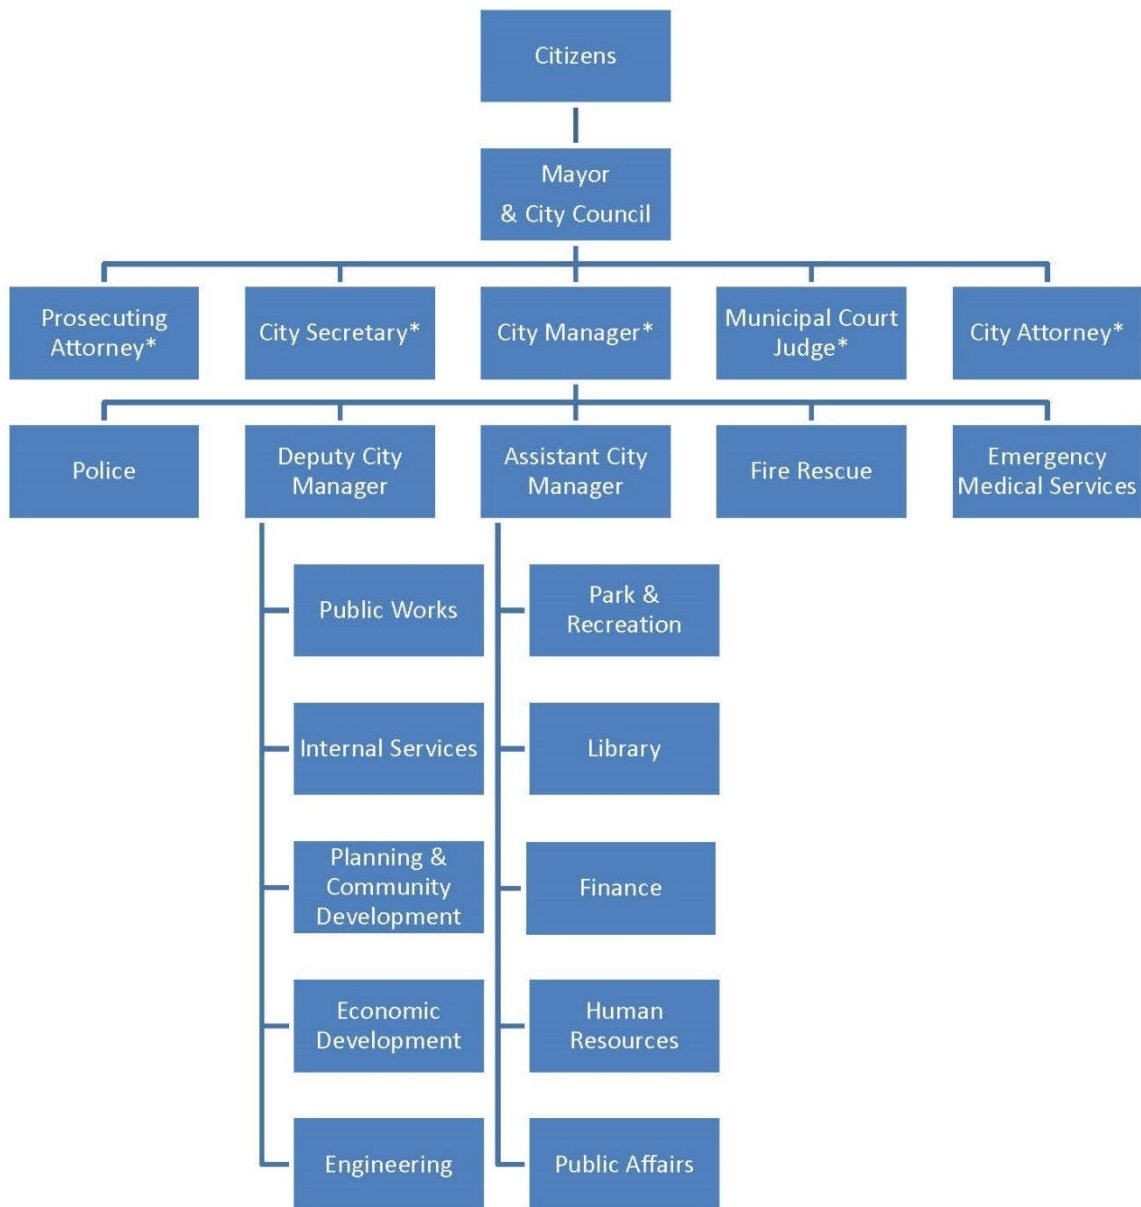 Citizens
Mayor
& City Council
Prosecuting
Attorney*
City Secretary*
City Manager*
Municipal Court
Judge*
City Attorney*
Police
Deputy City
Manager
Assistant City
Manager
Fire Rescue
Emergency
Medical Services
Public Works
Park &
Recreation
Internal Services
Library
Planning &
Community
Development
Finance
Economic
Development
Human
Resources
Engineering
Public Affairs